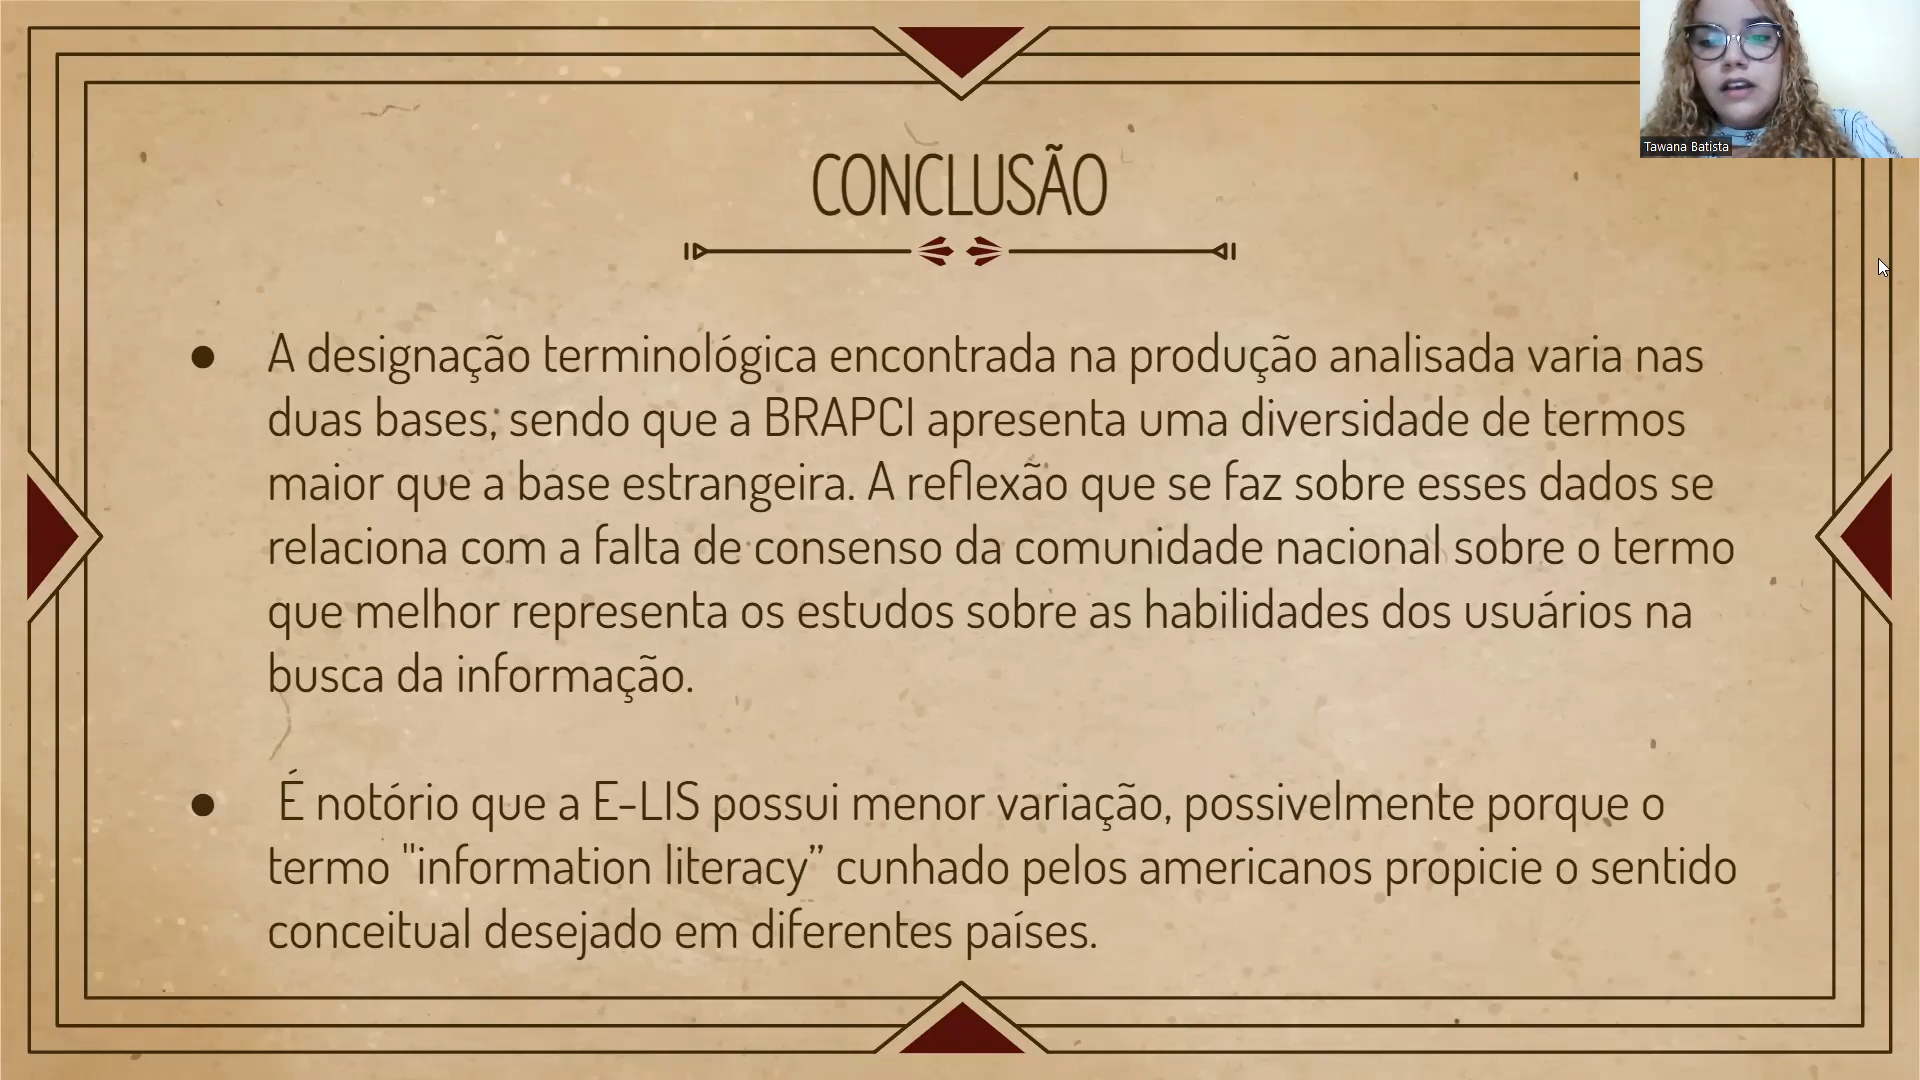 Tawana Batista
CONCLUSÃO
● A designação terminológica encontrada na produção analisada varia nas
duas bases; sendo que a BRAPCI apresenta uma diversidade de termos
maior que a base estrangeira. A reflexão que se faz sobre esses dados se
relaciona com a falta de consenso da comunidade nacional sobre o termo
que melhor representa os estudos sobre as habilidades dos usuários na
busca da informação.
● É notório que a E-LIS possui menor variação, possivelmente porque o
termo "information literacy” cunhado pelos americanos propicie o sentido
conceitual desejado em diferentes países.